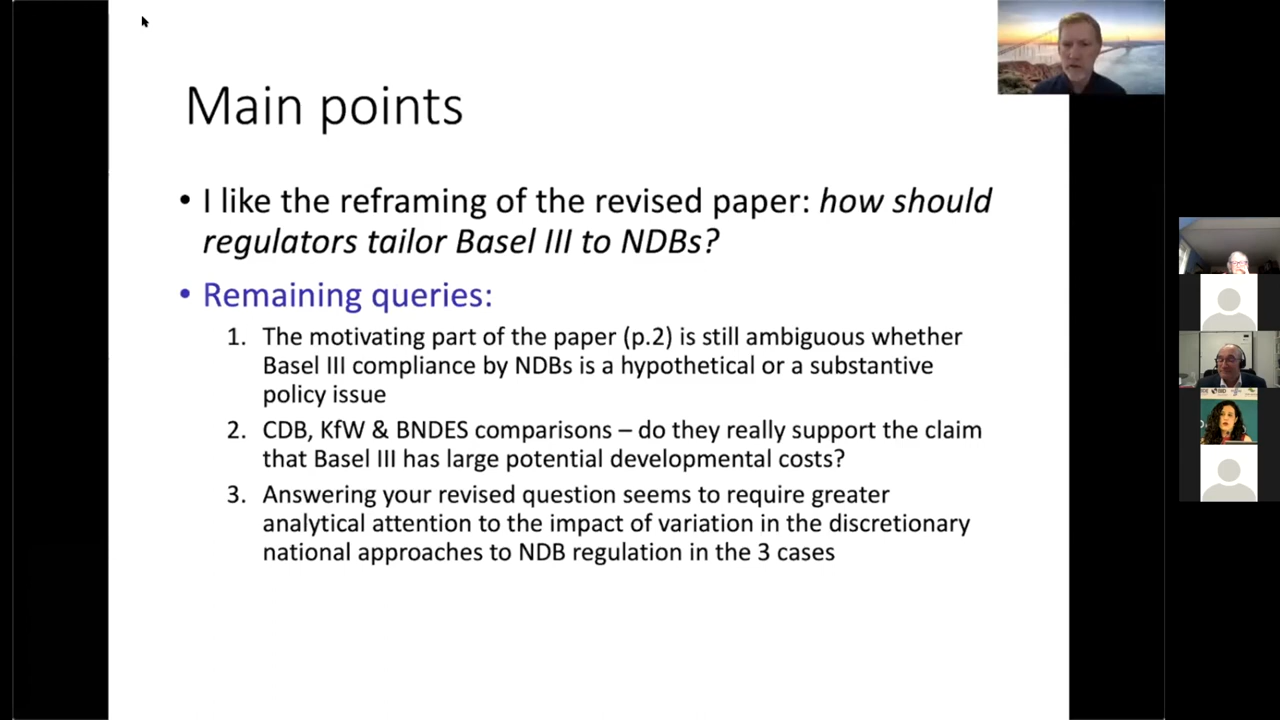 Main points
• I like the reframing of the revised paper: how should
regulators tailor Basel III to NDBs?
• Remaining queries:
1. The motivating part of the paper (p.2) is still ambiguous whether
Basel III compliance by NDBs is a hypothetical or a substantive
policy issue
2. CDB, KfW & BNDES comparisons – do they really support the claim
that Basel III has large potential developmental costs?
3. Answering your revised question seems to require greater
analytical attention to the impact of variation in the discretionary
national approaches to NDB regulation in the 3 cases